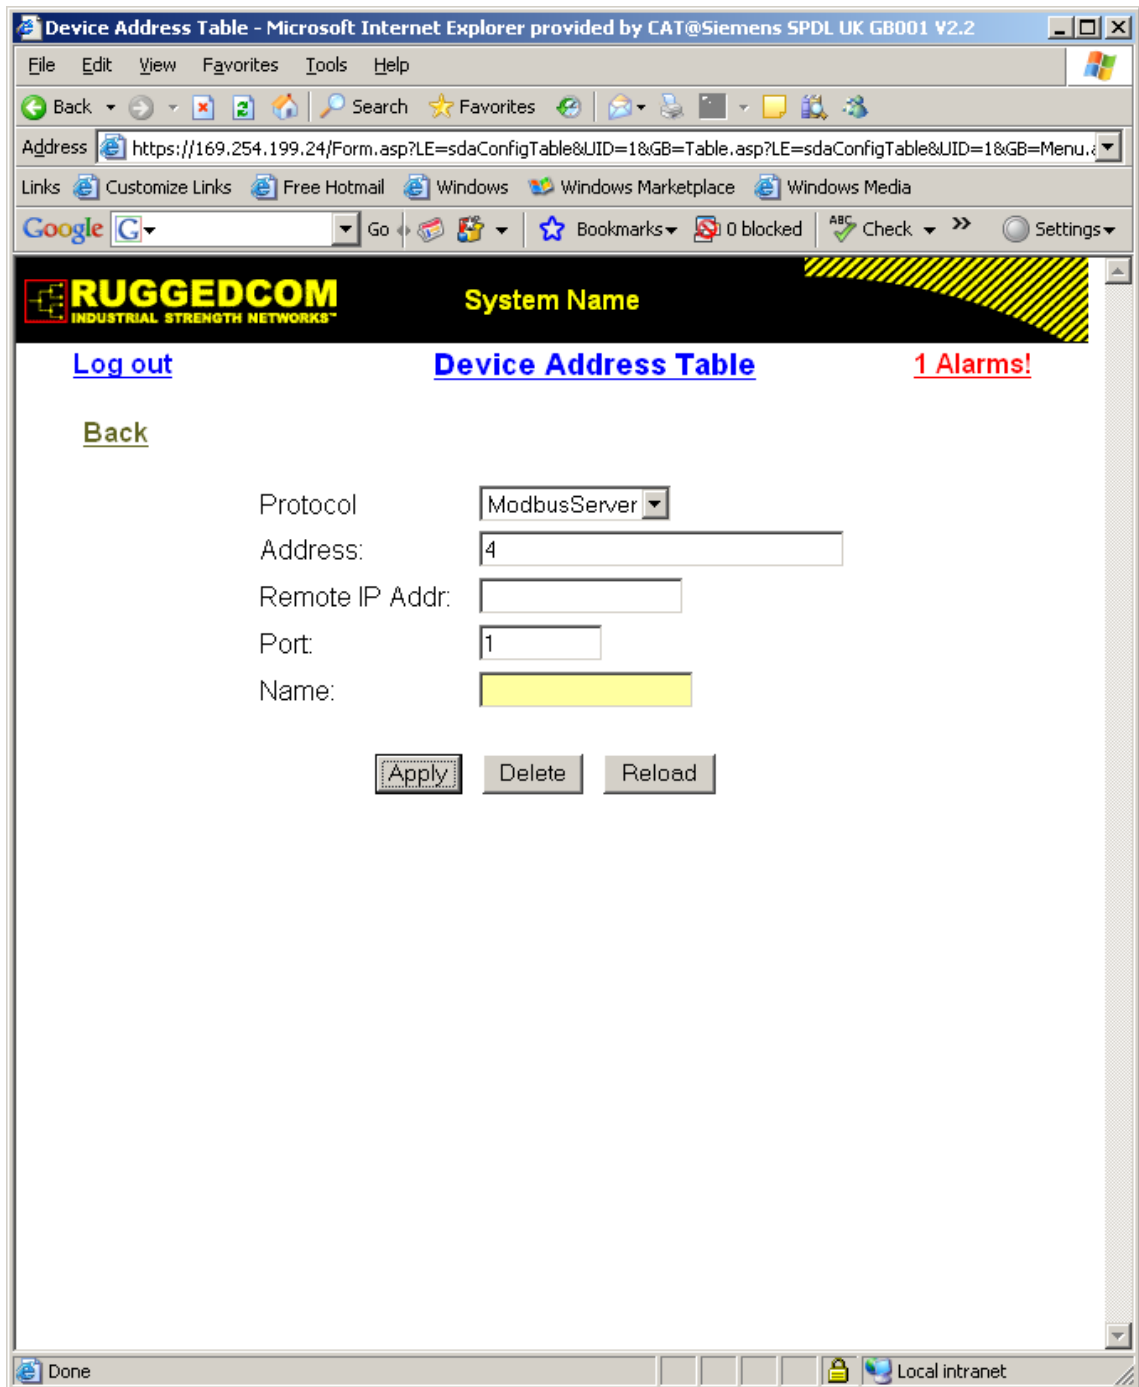 Device Address Table - Microsoft Internet Explorer provided by CAT@Siemens SPDL UK GB001 V2.2
File Edit View Favorites Tools Help
Back Search Favorites
Address https://169.254.199.24/Form.asp?LE=sdaConfigTable&UID=1&GB=Table.asp?LE=sdaConfigTable&UID=1&GB=Menu.
Links Customize Links Free Hotmail Windows Windows Marketplace Windows Media
Google G Go Bookmarks 0 blocked ABC Check » Settings
RUGGEDCOM System Name
INDUSTRIAL STRENGTH NETWORKS™
Log out Device Address Table 1 Alarms!
Back
Protocol ModbusServer
Address: 4
Remote IP Addr:
Port: 1
Name:
Apply Delete Reload
Done Local intranet